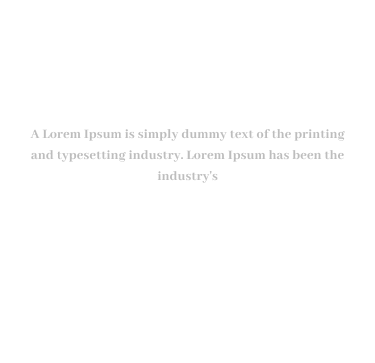 A Lorem Ipsum is simply dummy text of the printing
and typesetting industry. Lorem Ipsum has been the
industry's